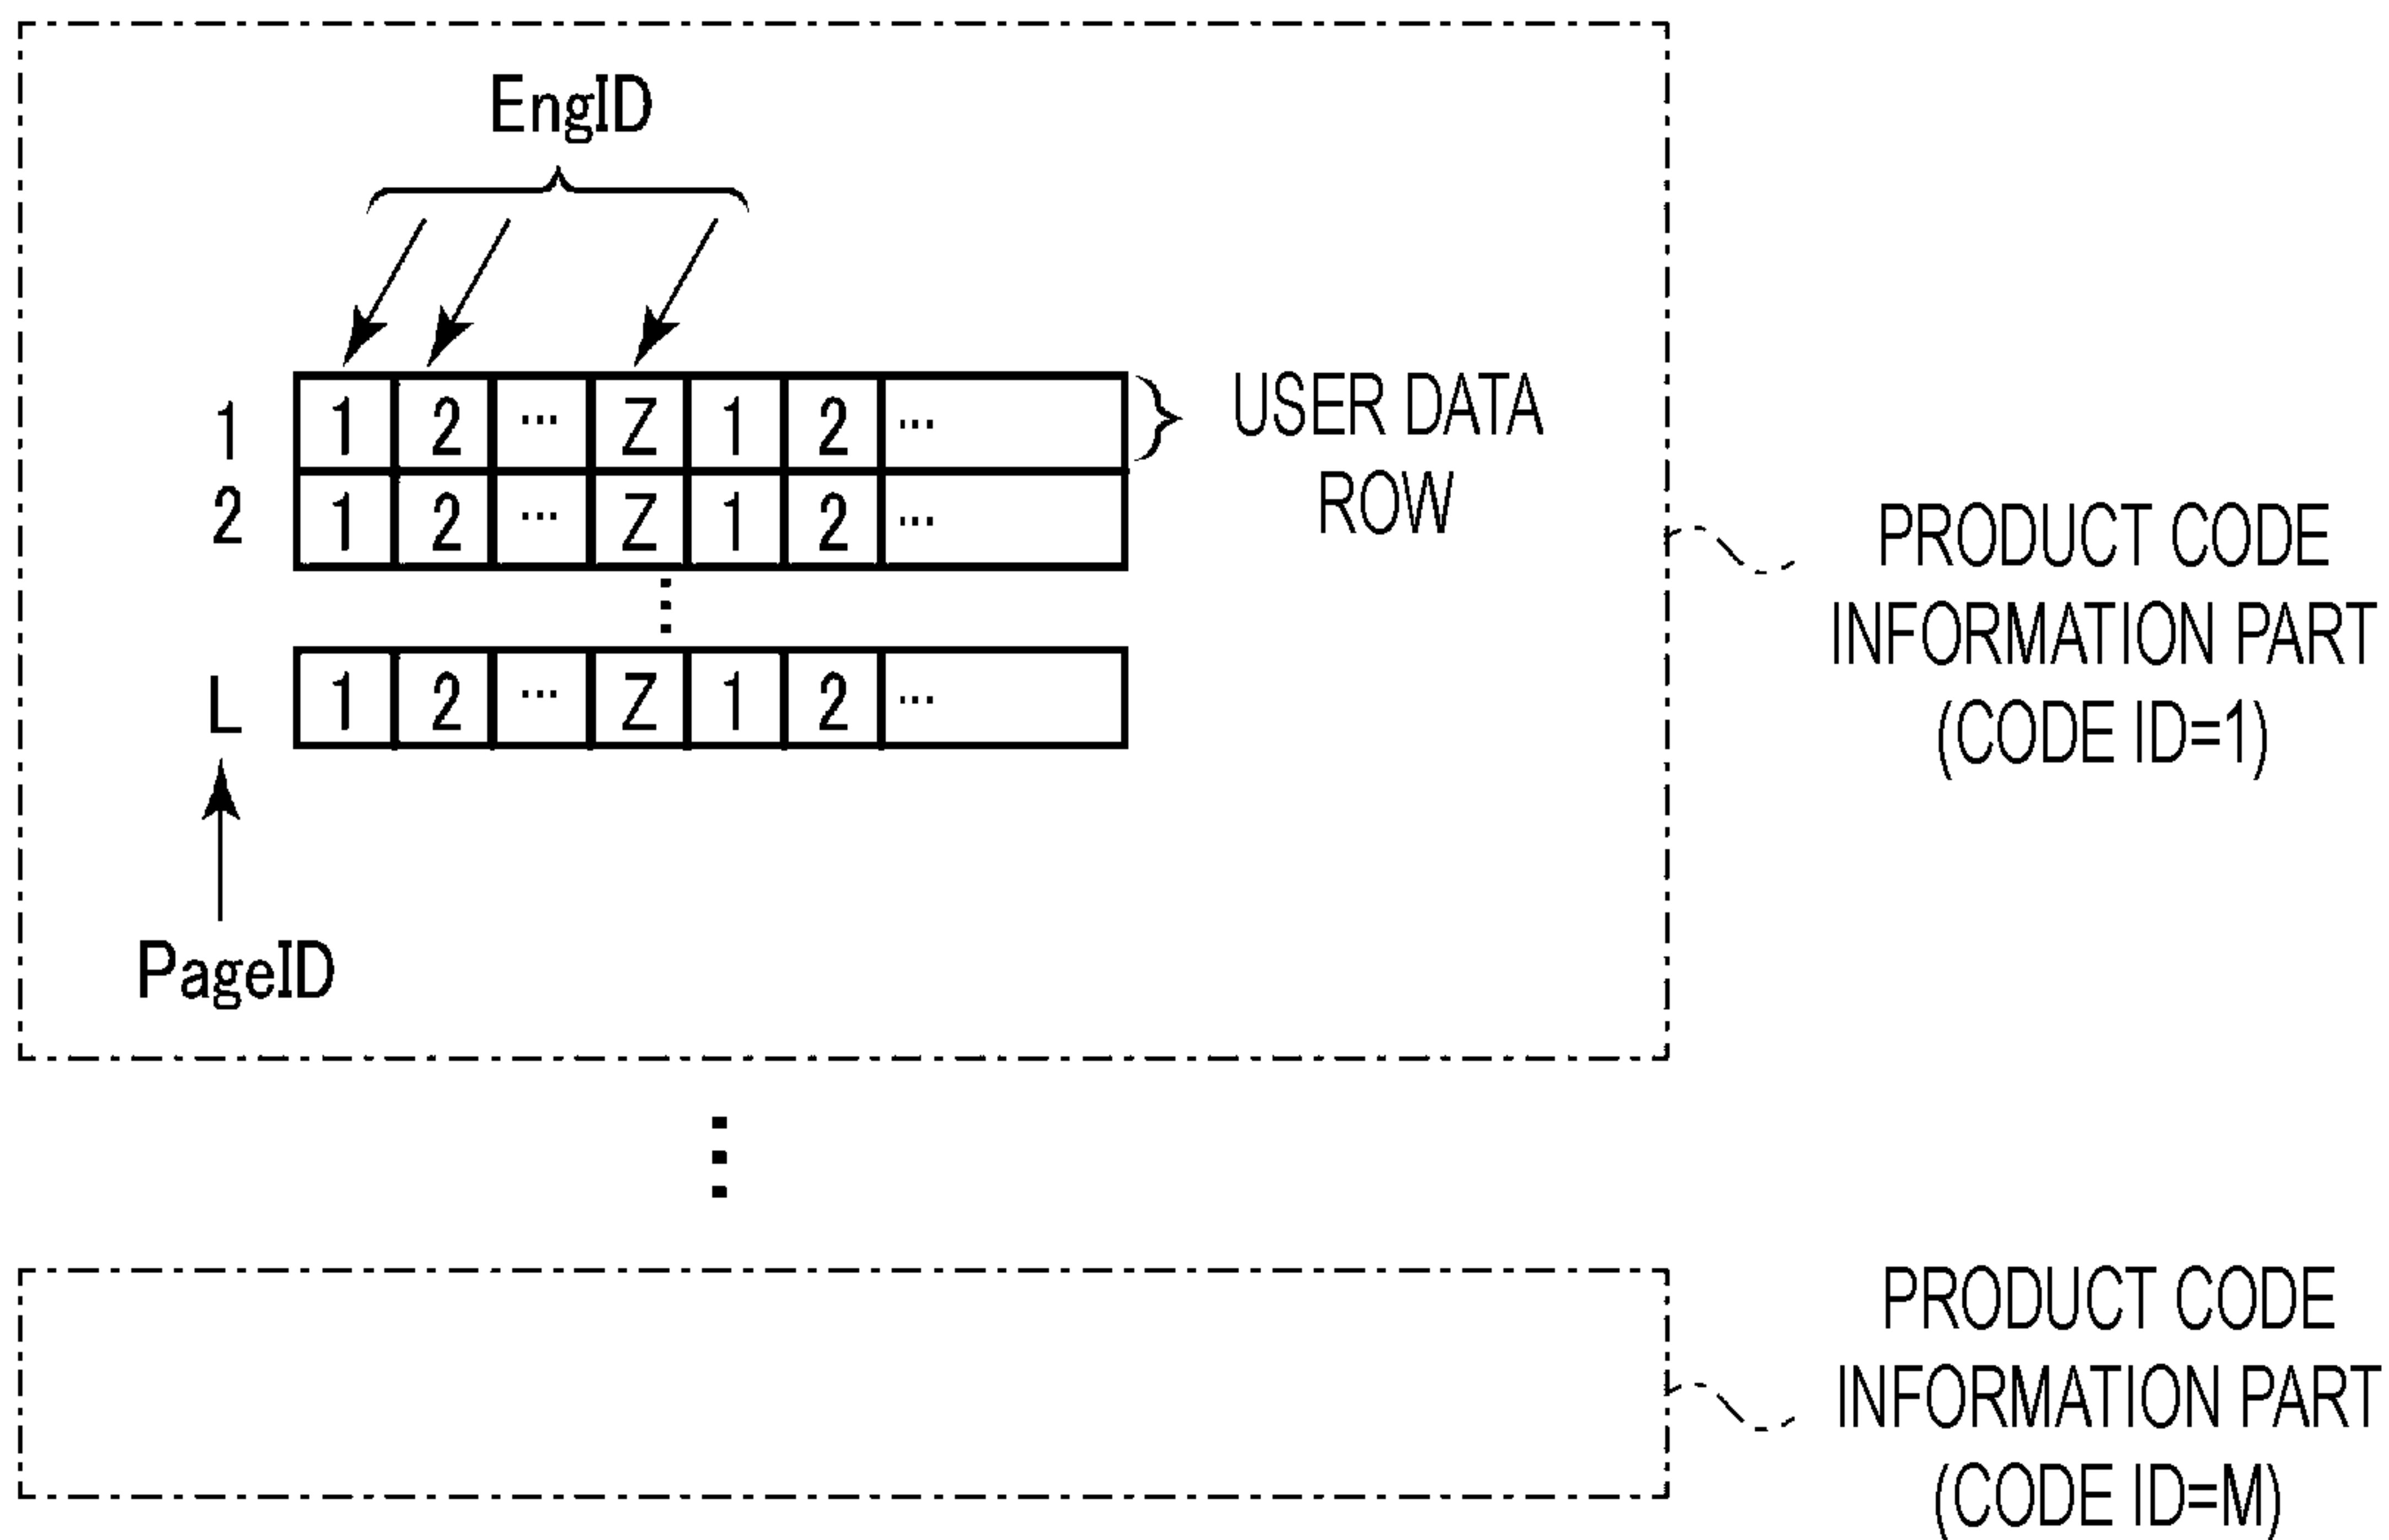 EngID
1 1 2 ... Z 1 2 ...
USER DATA
ROW
2 1 2 ... Z 1 2 ...
L 1 2 ... Z 1 2 ...
PageID
PRODUCT CODE
INFORMATION PART
(CODE ID=1)
PRODUCT CODE
INFORMATION PART
(CODE ID=M)